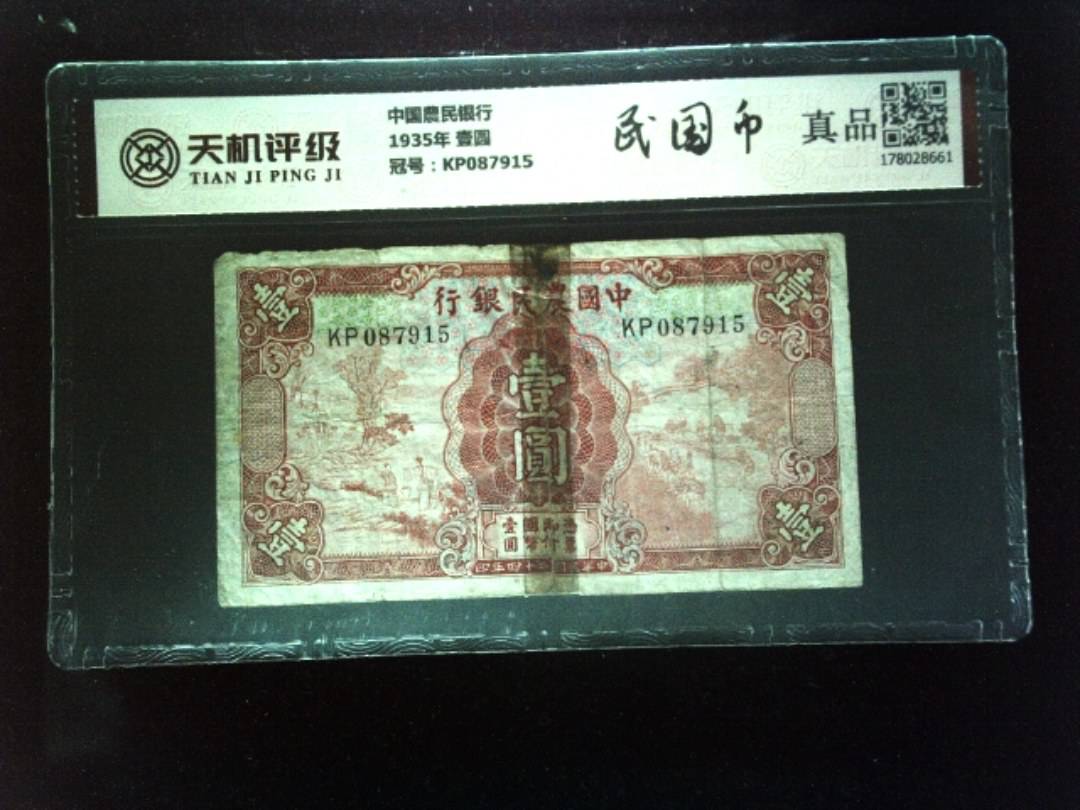 天机评级
TIAN JI PING JI
中国農民银行
1935年 壹圆
冠号：KP087915
民国币
真品
178028661
壹
壹
行銀民農國中
KP087915
KP087915
壹
圓
壹
壹